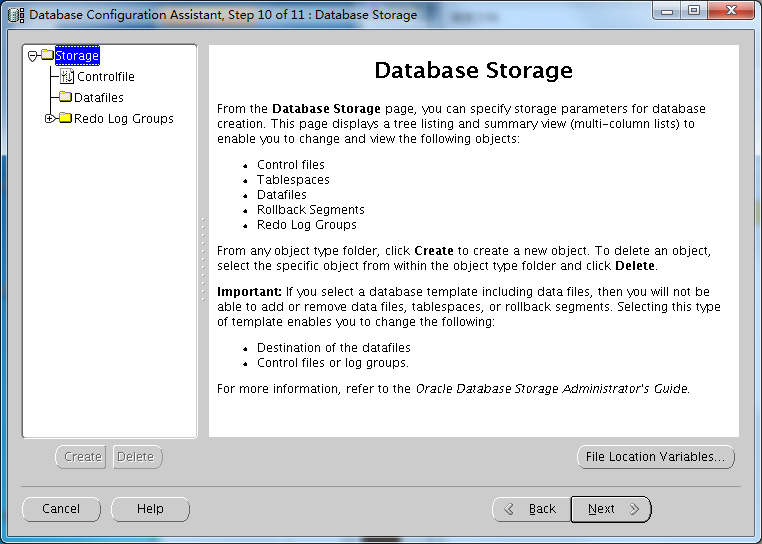 Database Configuration Assistant, Step 10 of 11 : Database Storage
Storage
Controlfile
Datafiles
Redo Log Groups
Database Storage
From the Database Storage page, you can specify storage parameters for database
creation. This page displays a tree listing and summary view (multi-column lists) to
enable you to change and view the following objects:
• Control files
• Tablespaces
• Datafiles
• Rollback Segments
• Redo Log Groups
From any object type folder, click Create to create a new object. To delete an object,
select the specific object from within the object type folder and click Delete.
Important: If you select a database template including data files, then you will not be
able to add or remove data files, tablespaces, or rollback segments. Selecting this type
of template enables you to change the following:
• Destination of the datafiles
• Control files or log groups.
For more information, refer to the Oracle Database Storage Administrator's Guide.
Create Delete
File Location Variables...
Cancel Help Back Next